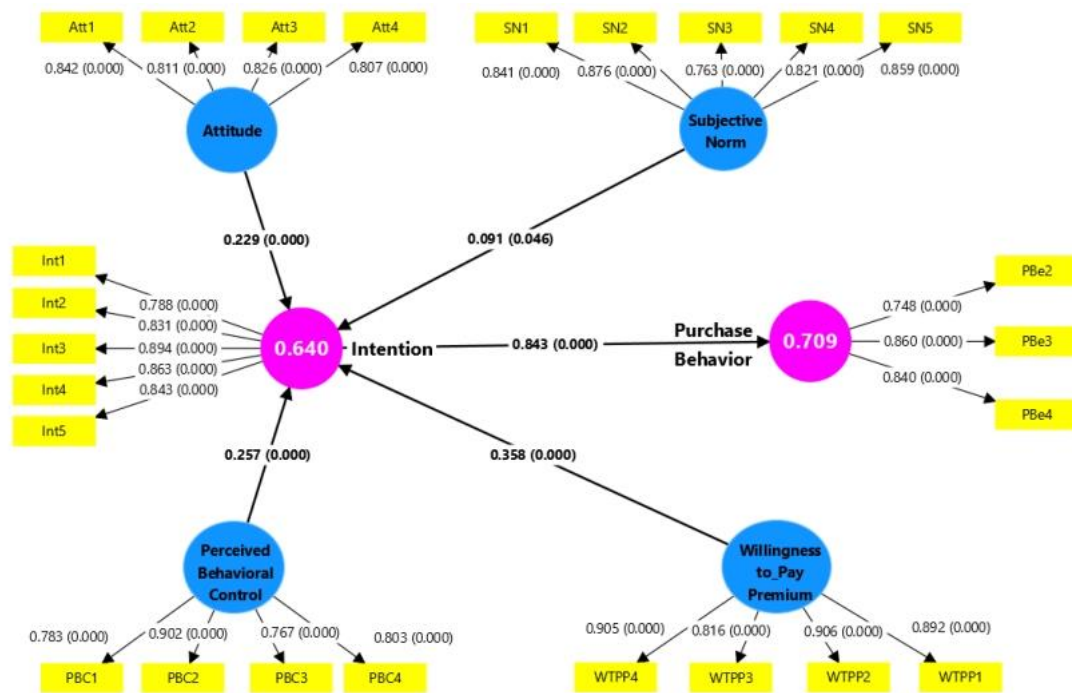 Att1 Att2 Att3 Att4
SN1 SN2 SN3 SN4 SN5
0.842 (0.000) 0.811 (0.000) 0.826 (0.000) 0.807 (0.000)
0.841 (0.000) 0.876 (0.000) 0.763 (0.000) 0.821 (0.000) 0.859 (0.000)
Attitude
Subjective
Norm
0.229 (0.000)
0.091 (0.046)
Int1
Int2
Int3
Int4
Int5
0.788 (0.000)
0.831 (0.000)
0.894 (0.000)
0.863 (0.000)
0.843 (0.000)
0.640
Intention
0.843 (0.000)
Purchase
Behavior
0.709
0.748 (0.000)
0.860 (0.000)
0.840 (0.000)
PBe2
PBe3
PBe4
0.257 (0.000)
0.358 (0.000)
Perceived
Behavioral
Control
Willingness
to_Pay
Premium
0.783 (0.000) 0.902 (0.000) 0.767 (0.000) 0.803 (0.000)
0.905 (0.000) 0.816 (0.000) 0.906 (0.000) 0.892 (0.000)
PBC1 PBC2 PBC3 PBC4
WTPP4 WTPP3 WTPP2 WTPP1